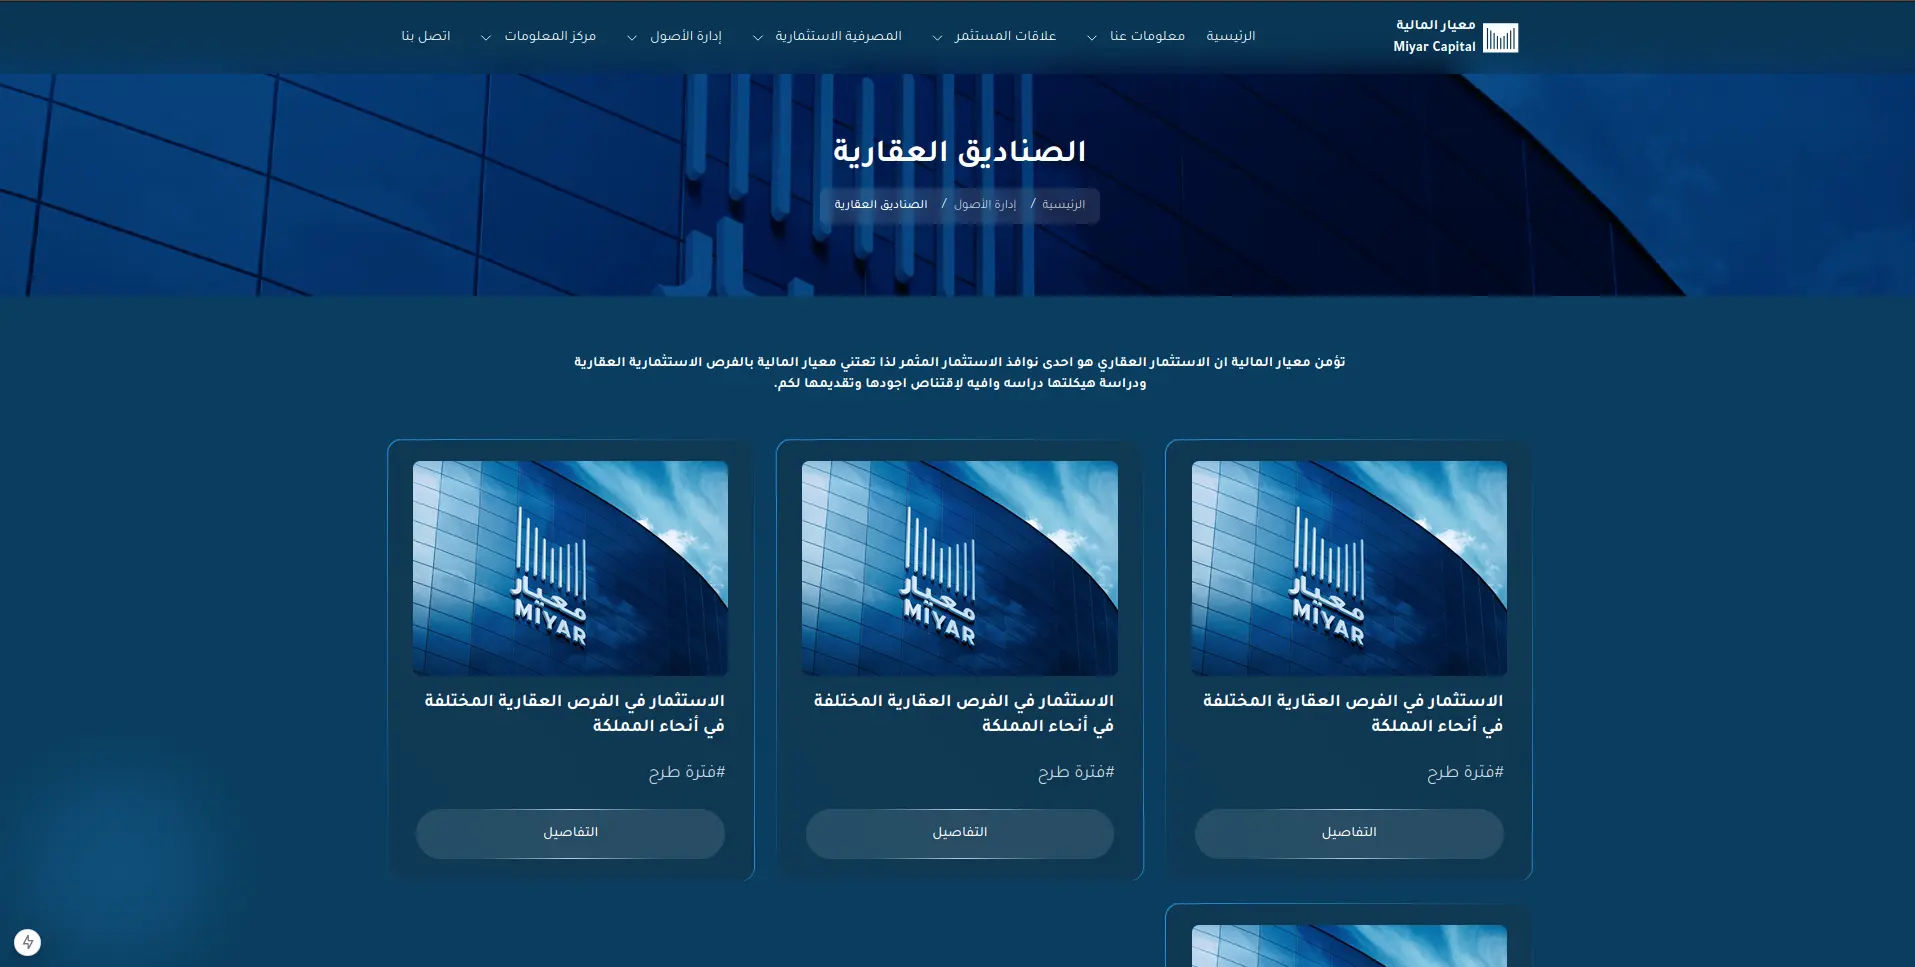 معيار المالية
Miyar Capital
الرئيسية
معلومات عنا
علاقات المستثمر
المصرفية الاستثمارية
إدارة الأصول
مركز المعلومات
اتصل بنا
الصناديق العقارية
الرئيسية / إدارة الأصول / الصناديق العقارية
تؤمن معيار المالية ان الاستثمار العقاري هو احدى نوافذ الاستثمار المثمر لذا تعتني معيار المالية بالفرص الاستثمارية العقارية
ودراسة هيكلتها دراسه وافيه لإقتناص اجودها وتقديمها لكم.
معيار
MIYAR
الاستثمار في الفرص العقارية المختلفة
في أنحاء المملكة
#فترة طرح
التفاصيل
معيار
MIYAR
الاستثمار في الفرص العقارية المختلفة
في أنحاء المملكة
#فترة طرح
التفاصيل
معيار
MIYAR
الاستثمار في الفرص العقارية المختلفة
في أنحاء المملكة
#فترة طرح
التفاصيل